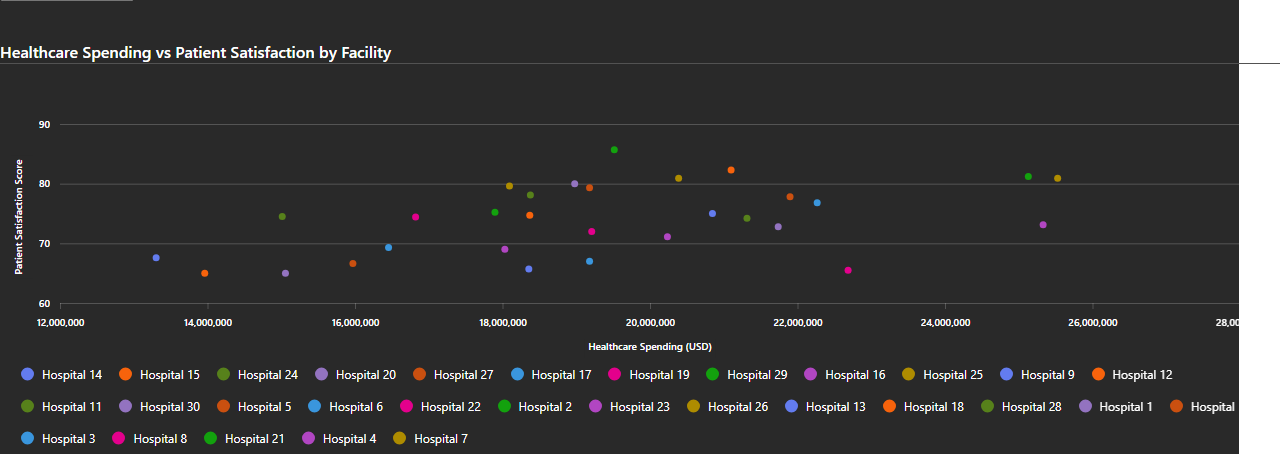 Healthcare Spending vs Patient Satisfaction by Facility
90
80
70
60
Patient Satisfaction Score
12,000,000 14,000,000 16,000,000 18,000,000 20,000,000 22,000,000 24,000,000 26,000,000 28,00
Healthcare Spending (USD)
Hospital 14 Hospital 15 Hospital 24 Hospital 20 Hospital 27 Hospital 17 Hospital 19 Hospital 29 Hospital 16 Hospital 25 Hospital 9 Hospital 12
Hospital 11 Hospital 30 Hospital 5 Hospital 6 Hospital 22 Hospital 2 Hospital 23 Hospital 26 Hospital 13 Hospital 18 Hospital 28 Hospital 1 Hospital
Hospital 3 Hospital 8 Hospital 21 Hospital 4 Hospital 7